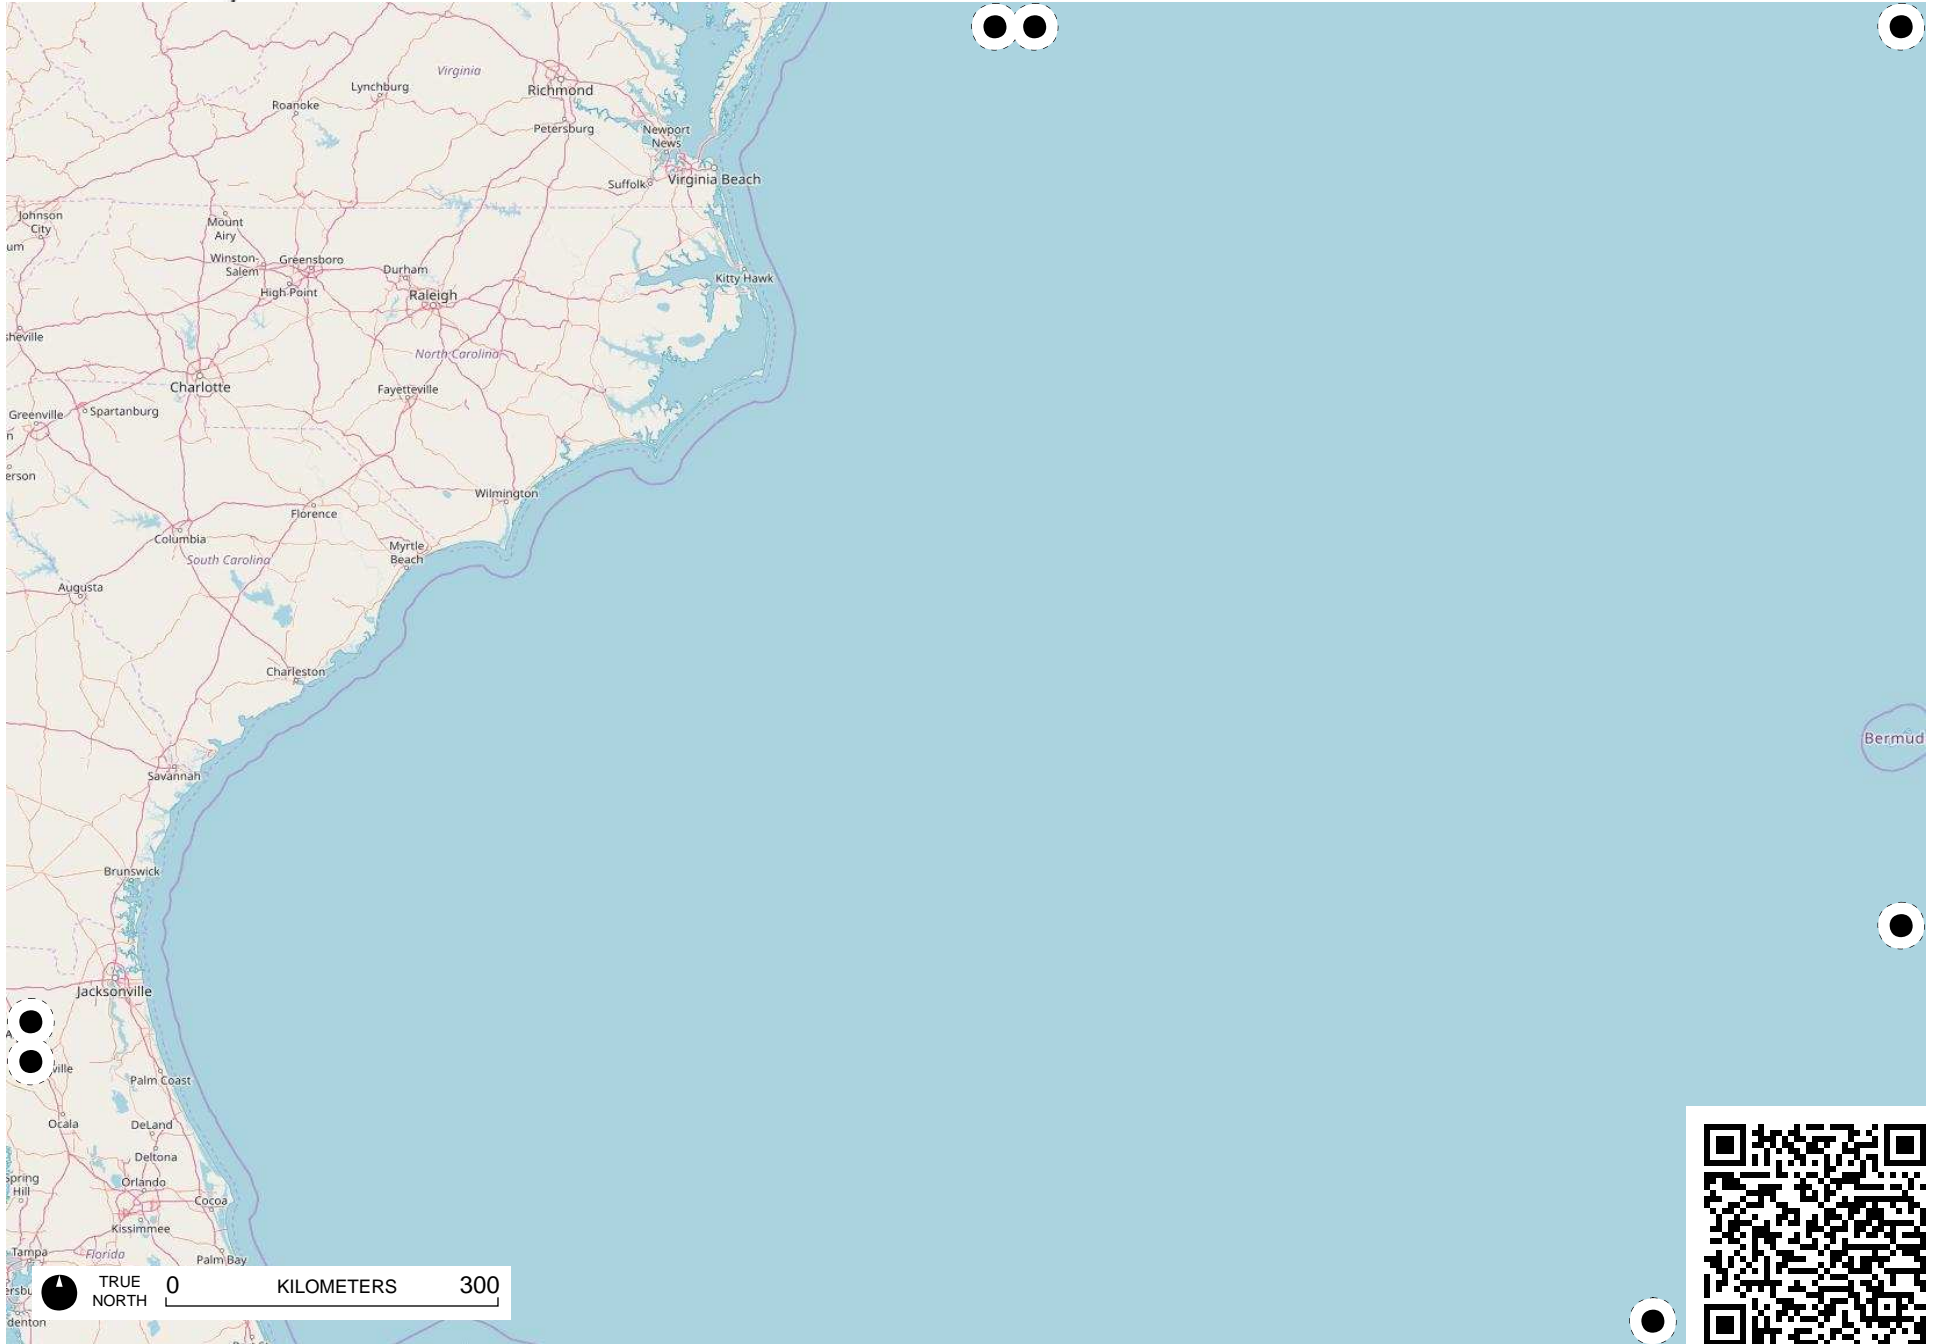 Virginia
Lynchburg
Richmond
Roanoke
Petersburg
Newport
News
Suffolk
Virginia Beach
Johnson
City
Mount
Airy
Winston-
Salem
Greensboro
Durham
Kitty Hawk
High Point
Raleigh
North Carolina
Charlotte
Fayetteville
Greenville
Spartanburg
Wilmington
Florence
Columbia
Myrtle
Beach
South Carolina
Augusta
Charleston
Bermud
Savannah
Brunswick
Jacksonville
ville
Palm Coast
Ocala
DeLand
Deltona
Spring
Hill
Orlando
Cocoa
Kissimmee
Tampa
Florida
Palm Bay
TRUE
NORTH
0 KILOMETERS 300
denton